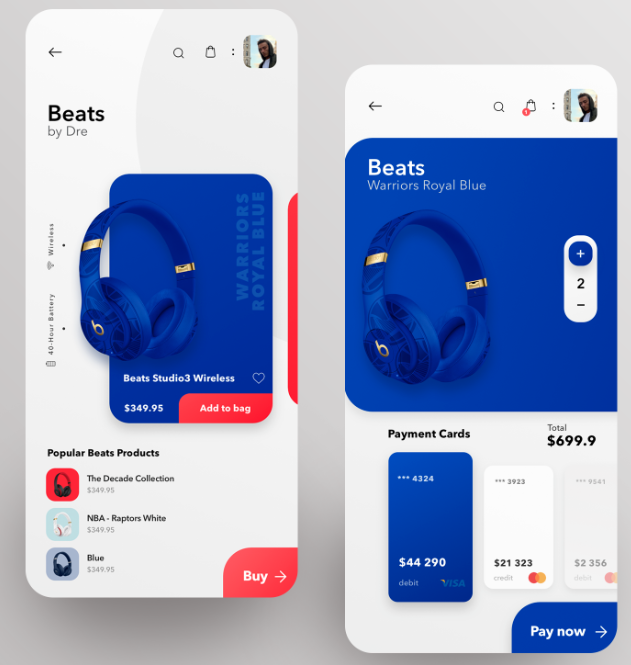 Beats
by Dre
WARRIORS
ROYAL BLUE
Wireless
40-Hour Battery
b
Beats Studio3 Wireless
$349.95
Add to bag
Popular Beats Products
The Decade Collection
$349.95
NBA - Raptors White
$349.95
Blue
$349.95
Buy
1
Beats
Warriors Royal Blue
b
+
2
−
Payment Cards
Total
$699.9
*** 4324
$44 290
debit
VISA
*** 3923
$21 323
credit
*** 9541
$2 356
debit
Pay now